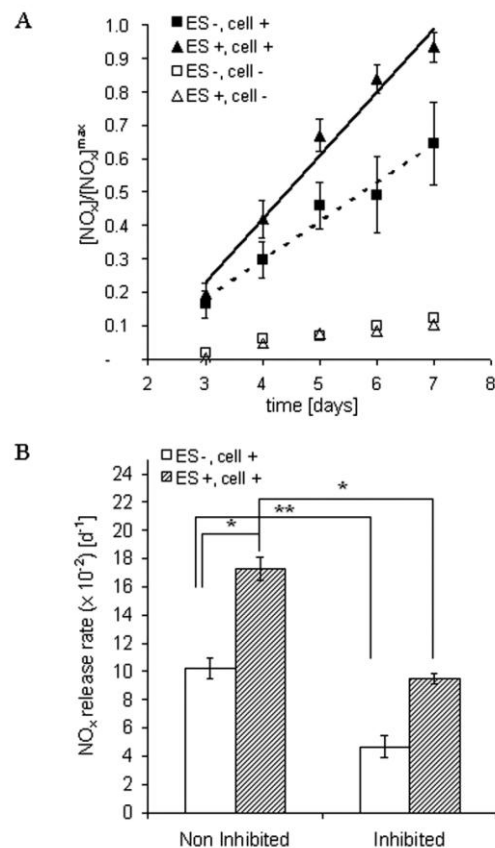 A
ES -, cell +
ES +, cell +
ES -, cell -
ES +, cell -
[NOx]/[NOx]max
1.0
0.9
0.8
0.7
0.6
0.5
0.4
0.3
0.2
0.1
-
2 3 4 5 6 7 8
time [days]
B
ES -, cell +
ES +, cell +
NOx release rate (× 10-2) [d-1]
24
22
20
18
16
14
12
10
8
6
4
2
0
*
**
*
Non Inhibited Inhibited